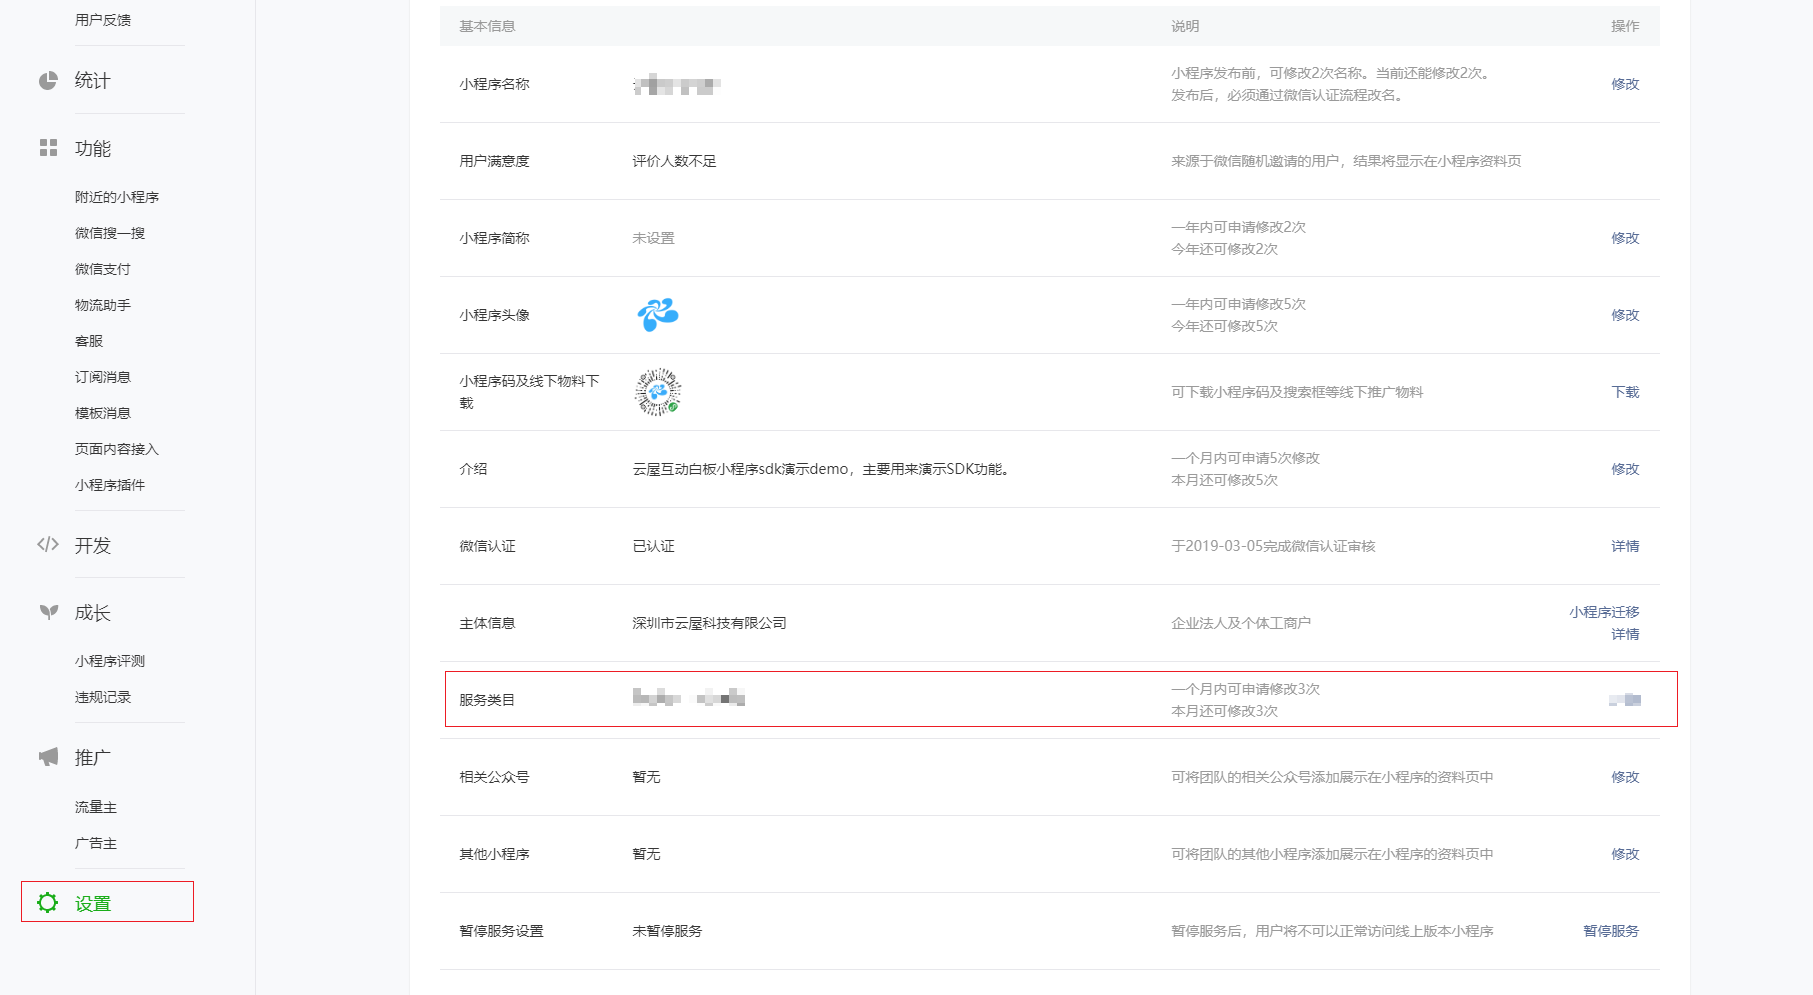 用户反馈
统计
功能
附近的小程序
微信搜一搜
微信支付
物流助手
客服
订阅消息
模板消息
页面内容接入
小程序插件
开发
成长
小程序评测
违规记录
推广
流量主
广告主
设置
基本信息 说明 操作
小程序名称 小程序发布前，可修改2次名称。当前还能修改2次。
发布后，必须通过微信认证流程改名。 修改
用户满意度 评价人数不足 来源于微信随机邀请的用户，结果将显示在小程序资料页
小程序简称 未设置 一年内可申请修改2次
今年还可修改2次 修改
小程序头像 一年内可申请修改5次
今年还可修改5次 修改
小程序码及线下物料下
载 可下载小程序码及搜索框等线下推广物料 下载
介绍 云屋互动白板小程序sdk演示demo，主要用来演示SDK功能。 一个月内可申请5次修改
本月还可修改5次 修改
微信认证 已认证 于2019-03-05完成微信认证审核 详情
主体信息 深圳市云屋科技有限公司 企业法人及个体工商户 小程序迁移
详情
服务类目 一个月内可申请修改3次
本月还可修改3次
相关公众号 暂无 可将团队的相关公众号添加展示在小程序的资料页中 修改
其他小程序 暂无 可将团队的其他小程序添加展示在小程序的资料页中 修改
暂停服务设置 未暂停服务 暂停服务后，用户将不可以正常访问线上版本小程序 暂停服务